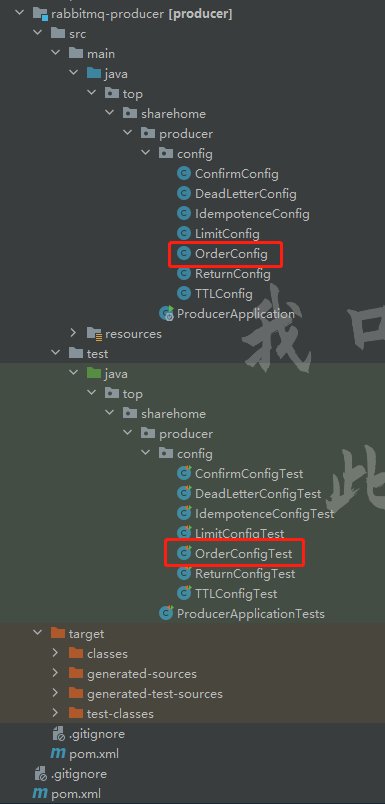 rabbitmq-producer [producer]
src
main
java
top
sharehome
producer
config
ConfirmConfig
DeadLetterConfig
IdempotenceConfig
LimitConfig
OrderConfig
ReturnConfig
TTLConfig
ProducerApplication
resources
test
java
top
sharehome
producer
config
ConfirmConfigTest
DeadLetterConfigTest
IdempotenceConfigTest
LimitConfigTest
OrderConfigTest
ReturnConfigTest
TTLConfigTest
ProducerApplicationTests
target
classes
generated-sources
generated-test-sources
test-classes
.gitignore
pom.xml
.gitignore
pom.xml
我
此